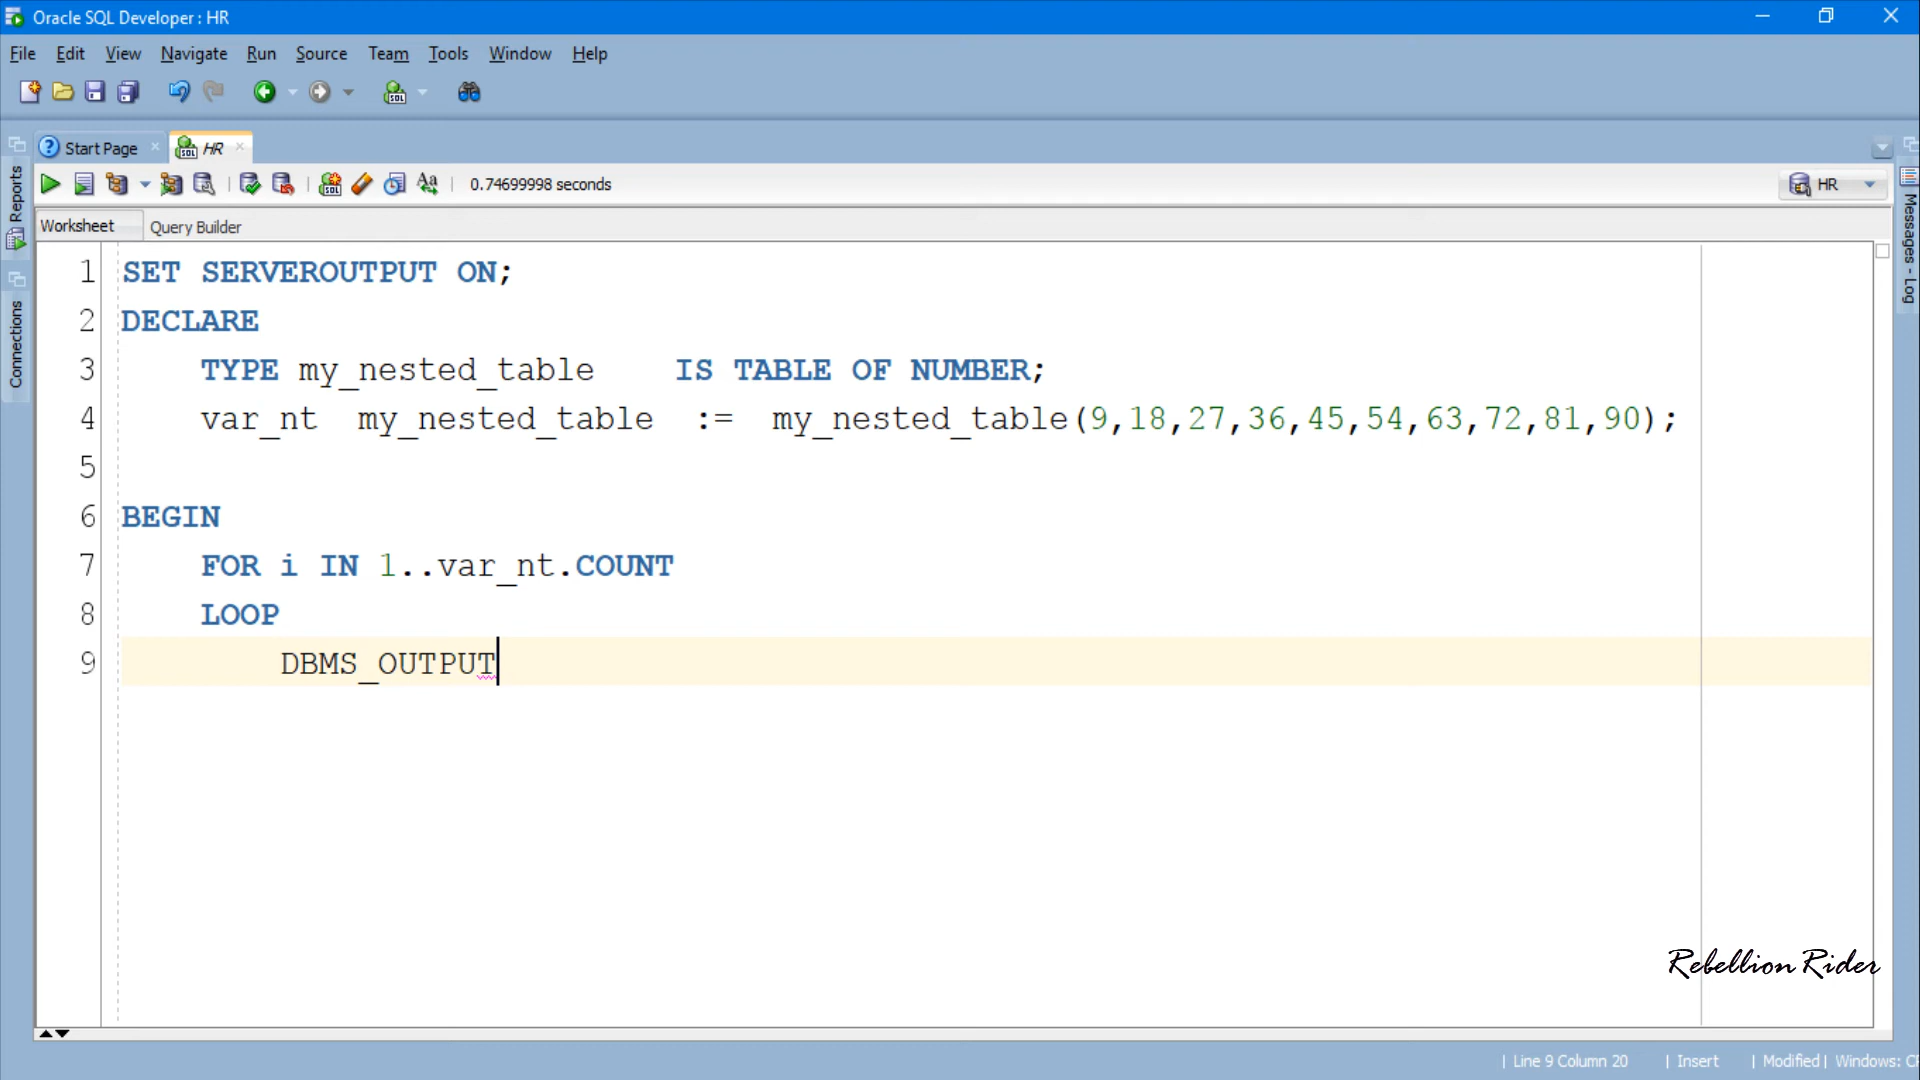 Oracle SQL Developer : HR
File Edit View Navigate Run Source Team Tools Window Help
Start Page HR
0.74699998 seconds
HR
Worksheet Query Builder
Reports
Connections
Messages - Log
1 SET SERVEROUTPUT ON;
2 DECLARE
3 TYPE my_nested_table IS TABLE OF NUMBER;
4 var_nt my_nested_table := my_nested_table(9,18,27,36,45,54,63,72,81,90);
5
6 BEGIN
7 FOR i IN 1..var_nt.COUNT
8 LOOP
9 DBMS_OUTPUT
Rebellion Rider
| Line 9 Column 20 | Insert | Modified | Windows: